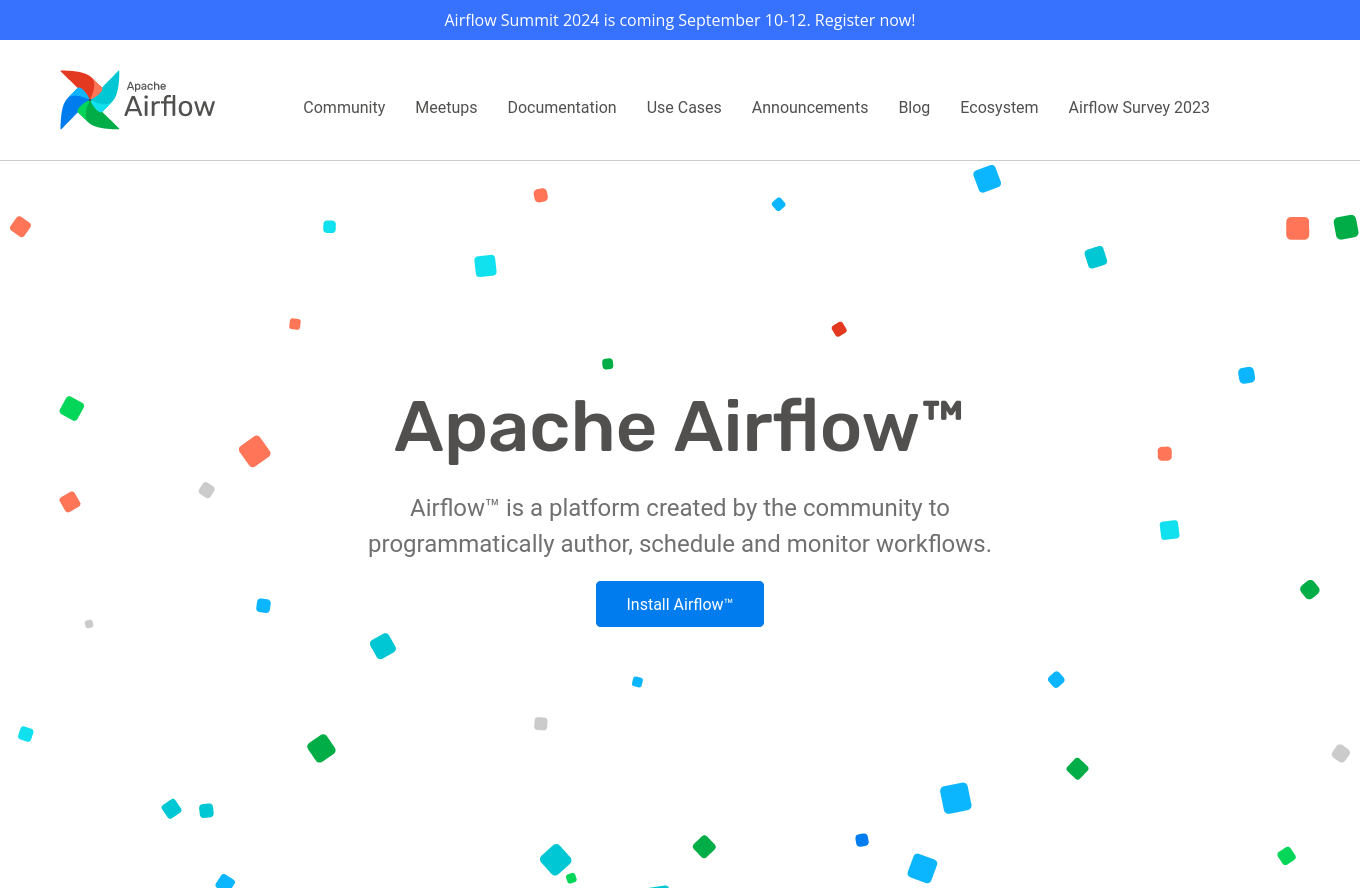 Airflow Summit 2024 is coming September 10-12. Register now!
Apache
Airflow
Community Meetups Documentation Use Cases Announcements Blog Ecosystem Airflow Survey 2023
Apache Airflow™
Airflow™ is a platform created by the community to
programmatically author, schedule and monitor workflows.
Install Airflow™